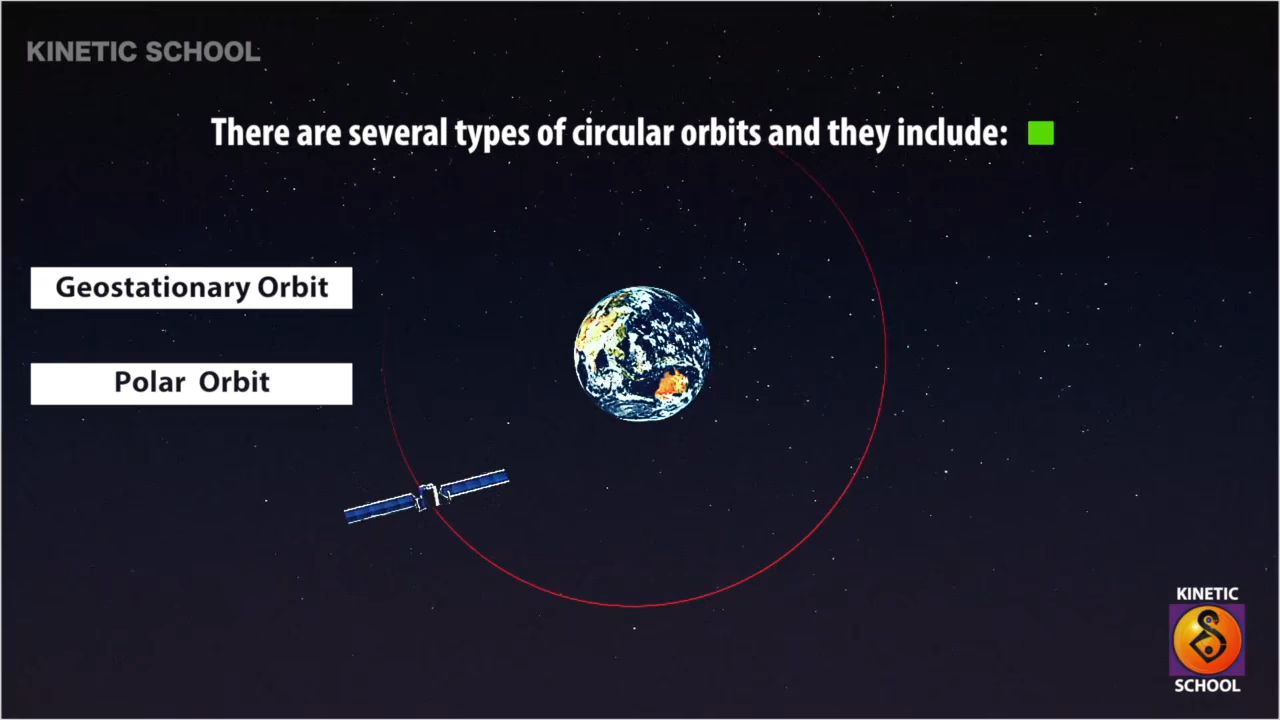 KINETIC SCHOOL
There are several types of circular orbits and they include:
Geostationary Orbit
Polar Orbit
KINETIC
SCHOOL